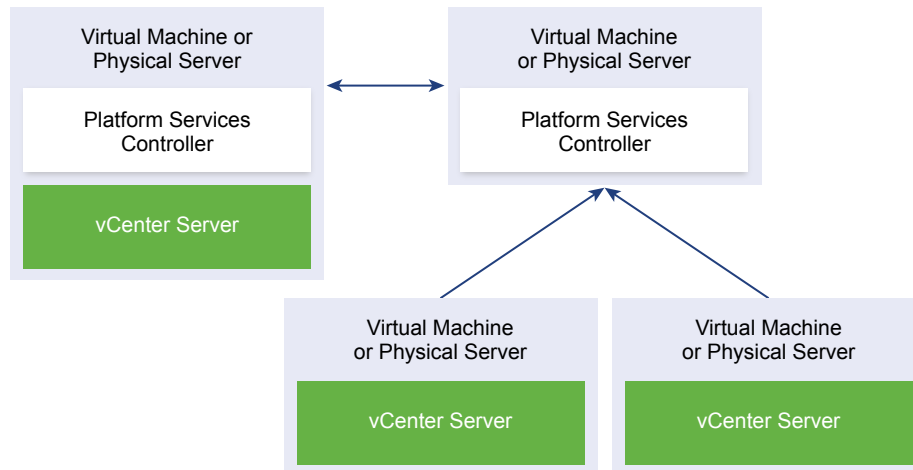 Virtual Machine or
Physical Server
Platform Services
Controller
vCenter Server
Virtual Machine
or Physical Server
Platform Services
Controller
Virtual Machine
or Physical Server
vCenter Server
Virtual Machine
or Physical Server
vCenter Server